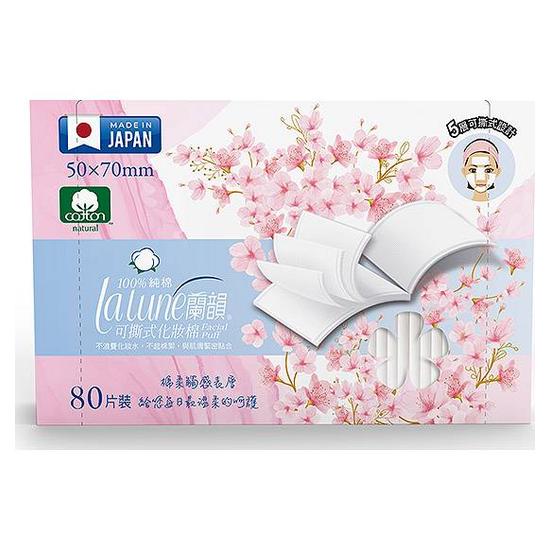 MADE IN
JAPAN
50×70mm
5層可撕式設計
cotton
natural
100%純棉
latune蘭韻®
可撕式化妝棉 Facial Puff
不浪費化妝水,不起棉絮,與肌膚緊密貼合
80片裝
棉柔觸感表層
給您每日最溫柔的呵護